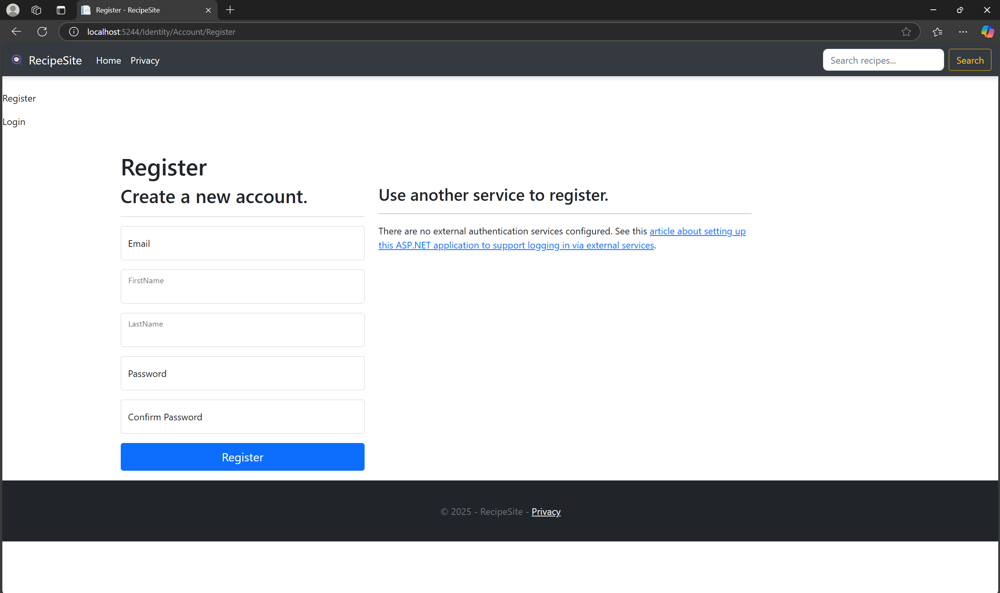 Register - RecipeSite
localhost:5244/Identity/Account/Register
RecipeSite Home Privacy Search recipes... Search
Register
Login
Register
Create a new account.
Use another service to register.
There are no external authentication services configured. See this article about setting up
this ASP.NET application to support logging in via external services.
Email
FirstName
LastName
Password
Confirm Password
Register
© 2025 - RecipeSite - Privacy